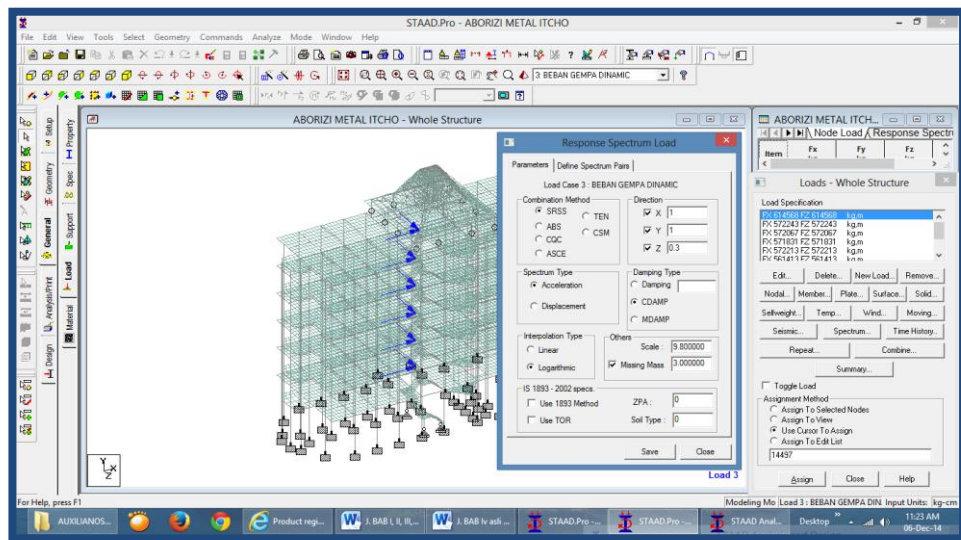 STAAD.Pro - ABORIZI METAL ITCHO
File Edit View Tools Select Geometry Commands Analyze Mode Window Help
3: BEBAN GEMPA DINAMIC
Setup
Geometry
General
Analysis/Print
Design
Property
Spec
Support
Load
Material
ABORIZI METAL ITCHO - Whole Structure
Load 3
Response Spectrum Load
Parameters Define Spectrum Pairs
Load Case 3 : BEBAN GEMPA DINAMIC
Combination Method
SRSS TEN
ABS CSM
CQC
ASCE
Direction
X 1
Y 1
Z 0.3
Spectrum Type
Acceleration
Displacement
Damping Type
Damping
CDAMP
MDAMP
Interpolation Type
Linear
Logarithmic
Others
Scale : 9.800000
Missing Mass 3.000000
IS 1893 - 2002 specs.
Use 1893 Method ZPA : 0
Use TOR Soil Type : 0
Save Close
ABORIZI METAL ITCH...
Node Load Response Spectr
Item Fx Fy Fz
Loads - Whole Structure
Load Specification
FX 614568 FZ 614568 kg,m
FX 572243 FZ 572243 kg,m
FX 572067 FZ 572067 kg,m
FX 571831 FZ 571831 kg,m
FX 572213 FZ 572213 kg,m
FX 561413 FZ 561413 kg,m
Edit... Delete... New Load... Remove...
Nodal... Member... Plate... Surface... Solid...
Selfweight... Temp... Wind... Moving...
Seismic... Spectrum... Time History...
Repeat... Combine...
Summary...
Toggle Load
Assignment Method
Assign To Selected Nodes
Assign To View
Use Cursor To Assign
Assign To Edit List
14497
Assign Close Help
For Help, press F1
Modeling Mo Load 3 : BEBAN GEMPA DIN Input Units: kg-cm
AUXILIANOS... Product regi... J. BAB I, II, III,... J. BAB Iv asli ... STAAD.Pro -... STAAD.Pro -... STAAD Anal... Desktop
11:23 AM
06-Dec-14
Y
X
Z